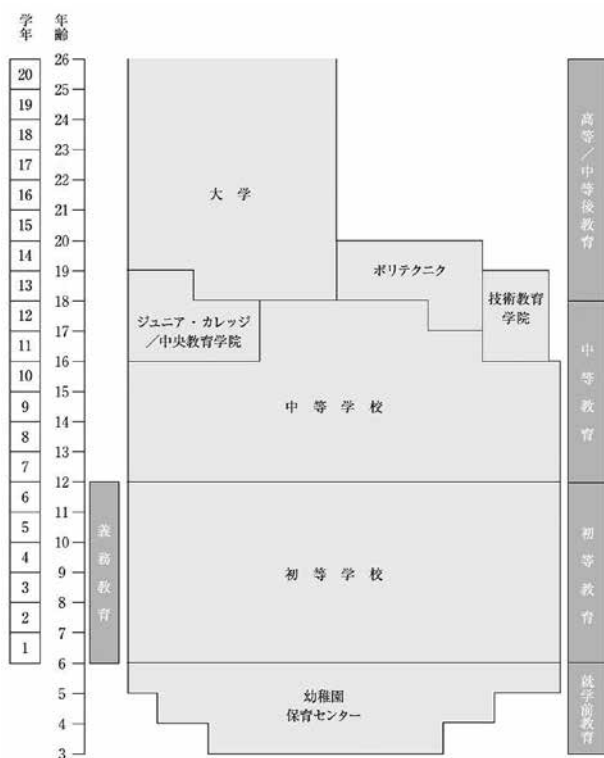 学年
年齢
20
19
18
17
16
15
14
13
12
11
10
9
8
7
6
5
4
3
2
1
26
25
24
23
22
21
20
19
18
17
16
15
14
13
12
11
10
9
8
7
6
5
4
3
義務教育
大学
ポリテクニク
技術教育
学院
ジュニア・カレッジ
/中央教育学院
中等学校
初等学校
幼稚園
保育センター
高等/中等後教育
中等教育
初等教育
就学前教育